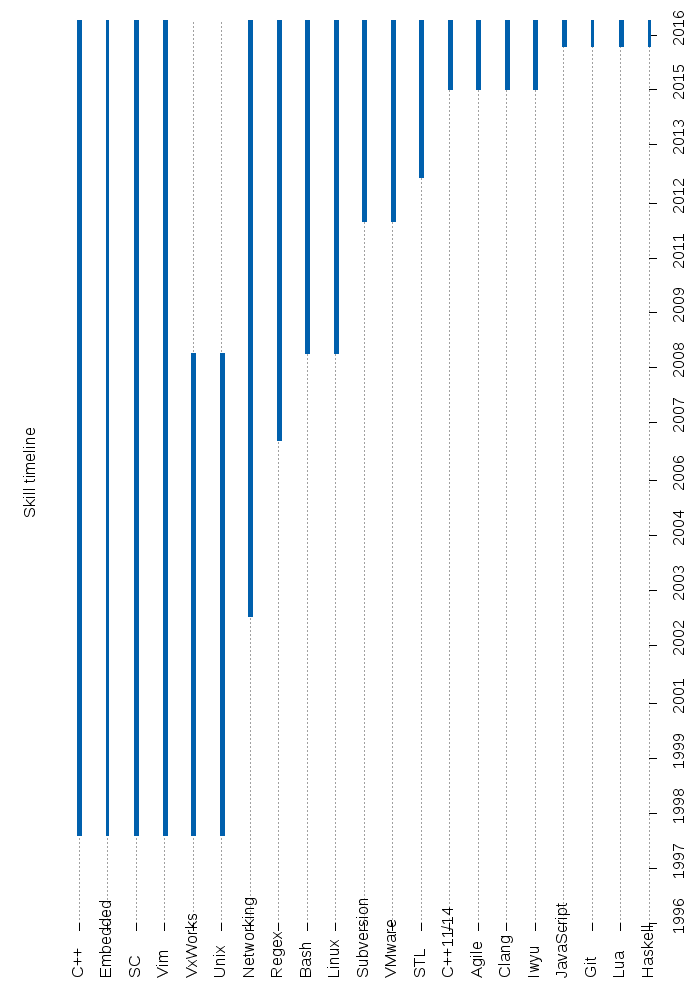 Skill timeline
C++
Embedded
SC
Vim
VxWorks
Unix
Networking
Regex
Bash
Linux
Subversion
VMware
STL
C++11/14
Agile
Clang
Iwyu
JavaScript
Git
Lua
Haskell
1996
1997
1998
1999
2001
2002
2003
2004
2006
2007
2008
2009
2011
2012
2013
2015
2016